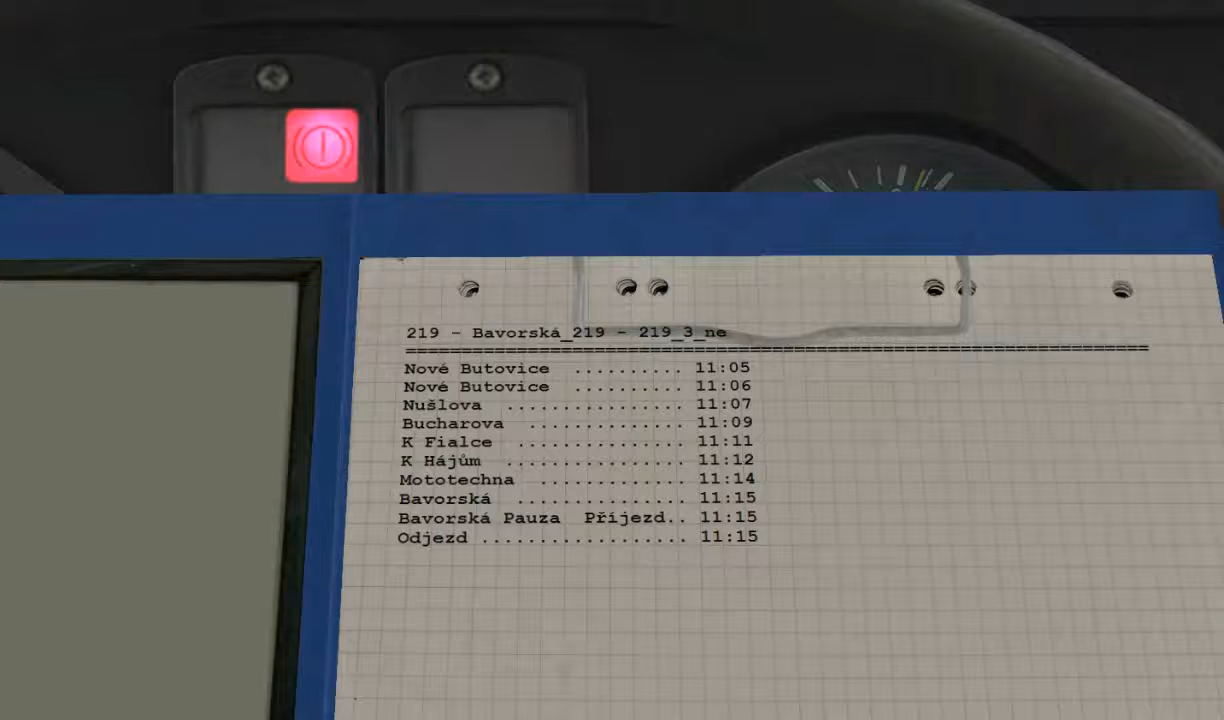 219 - Bavorská_219 - 219_3_ne
==================================================================
Nové Butovice .......... 11:05
Nové Butovice .......... 11:06
Nušlova ................ 11:07
Bucharova .............. 11:09
K Fialce ............... 11:11
K Hájům ................ 11:12
Mototechna ............. 11:14
Bavorská ............... 11:15
Bavorská Pauza Příjezd.. 11:15
Odjezd .................. 11:15